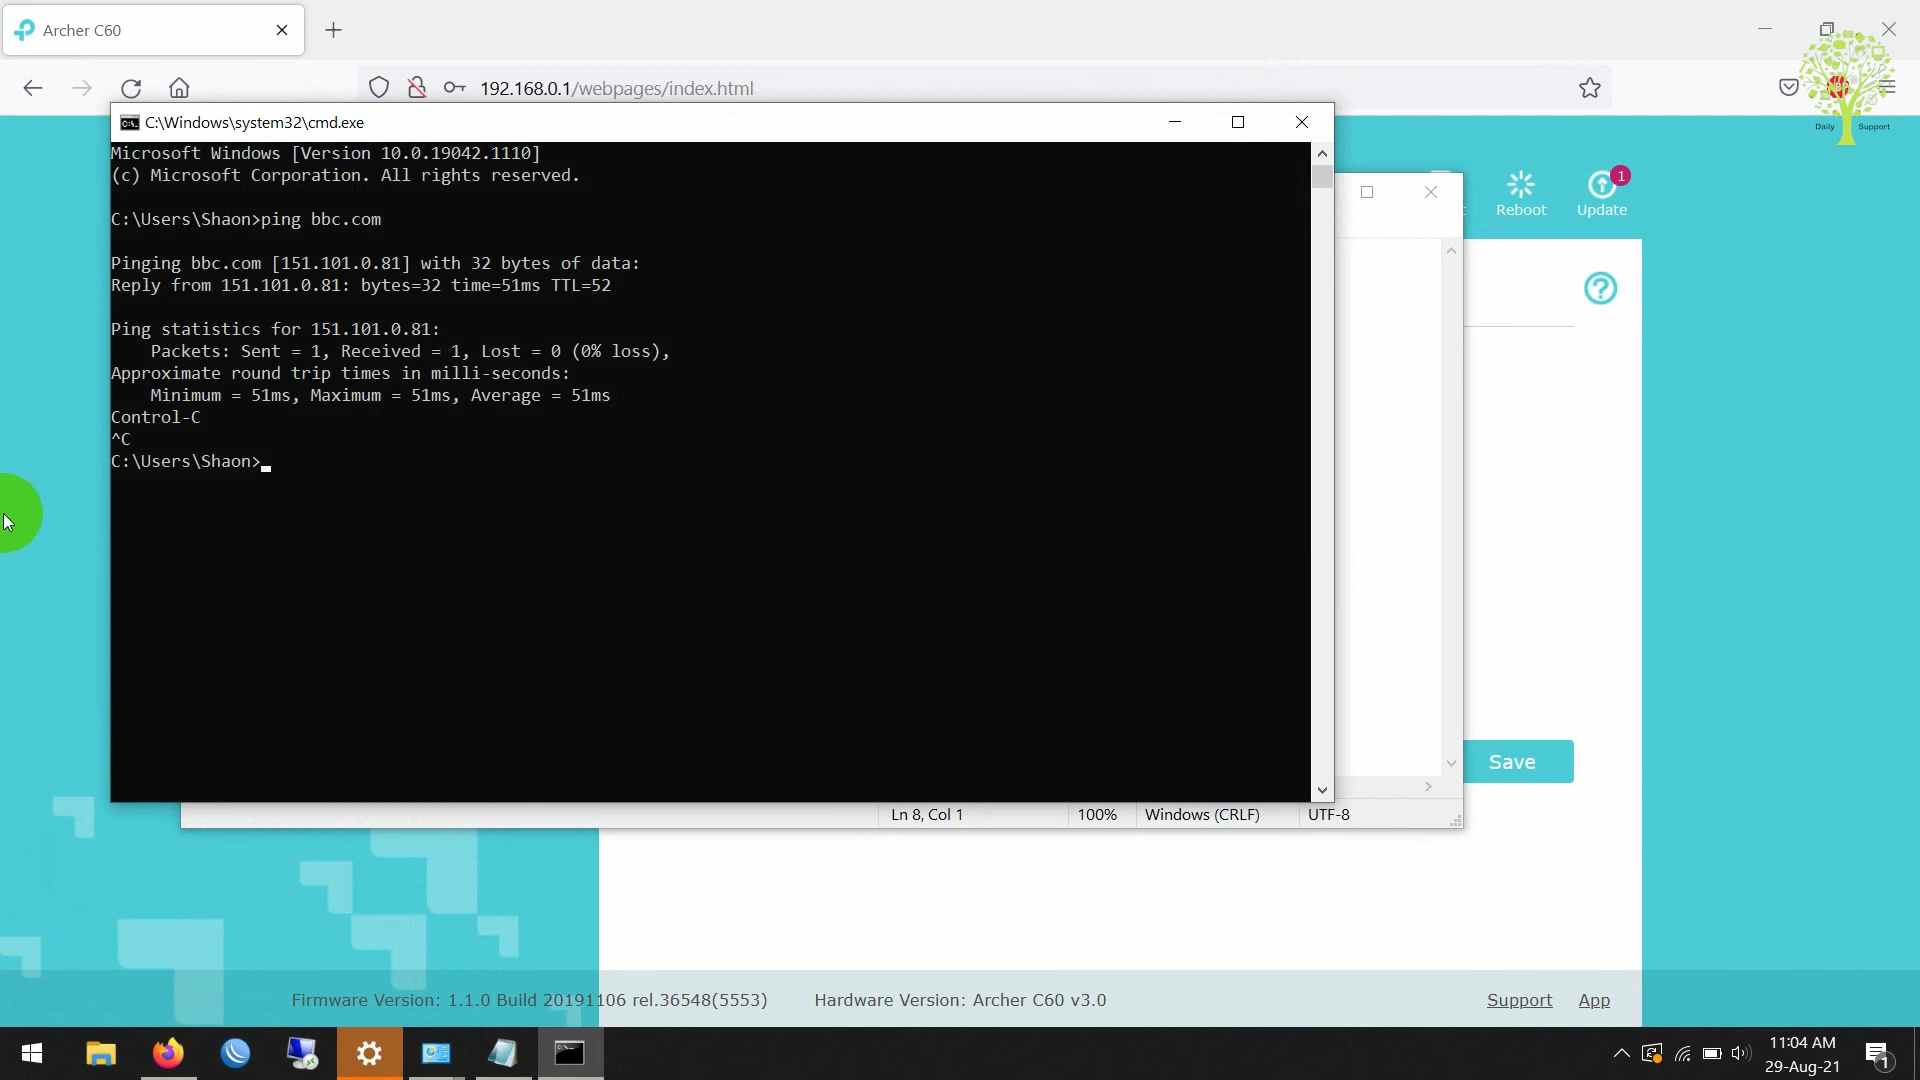 Archer C60
192.168.0.1/webpages/index.html
Daily Support
C:\Windows\system32\cmd.exe
Microsoft Windows [Version 10.0.19042.1110]
(c) Microsoft Corporation. All rights reserved.
C:\Users\Shaon>ping bbc.com
Pinging bbc.com [151.101.0.81] with 32 bytes of data:
Reply from 151.101.0.81: bytes=32 time=51ms TTL=52
Ping statistics for 151.101.0.81:
Packets: Sent = 1, Received = 1, Lost = 0 (0% loss),
Approximate round trip times in milli-seconds:
Minimum = 51ms, Maximum = 51ms, Average = 51ms
Control-C
^C
C:\Users\Shaon>
1
Reboot
Update
?
Save
Ln 8, Col 1
100%
Windows (CRLF)
UTF-8
Firmware Version: 1.1.0 Build 20191106 rel.36548(5553)
Hardware Version: Archer C60 v3.0
Support
App
11:04 AM
29-Aug-21
1